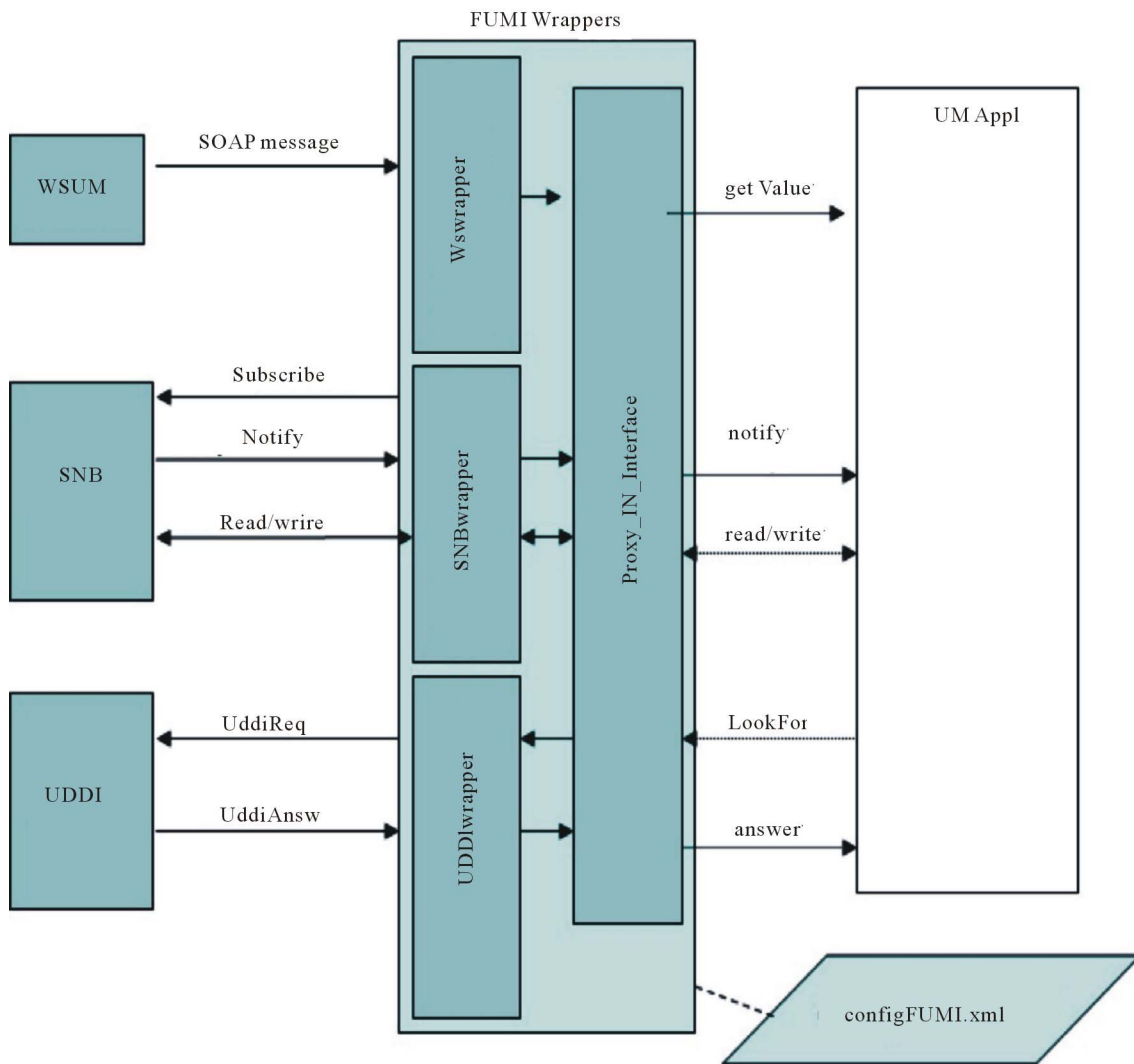 FUMI Wrappers
UM Appl
SOAP message
WSUM
Wswrapper
get Value
Subscribe
Notify
SNB
Read/wrire
SNBwrapper
Proxy_IN_Interface
notify
read/write
UddiReq
UDDI
UddiAnsw
UDDIwrapper
LookFor
answer
configFUMI.xml